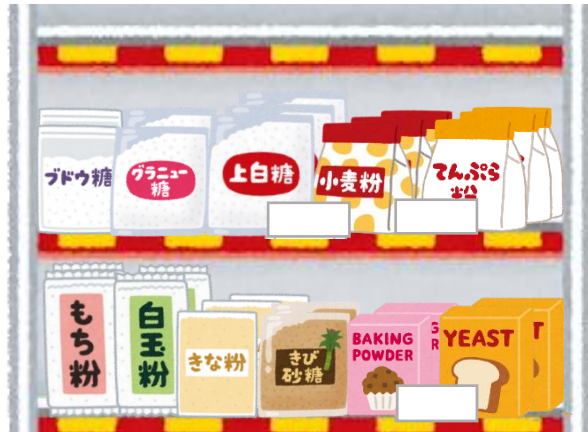 ブドウ糖
グラニュー
糖
上白糖
小麦粉
てんぷら
粉
もち粉
白玉粉
きな粉
きび
砂糖
BAKING
POWDER
YEAST